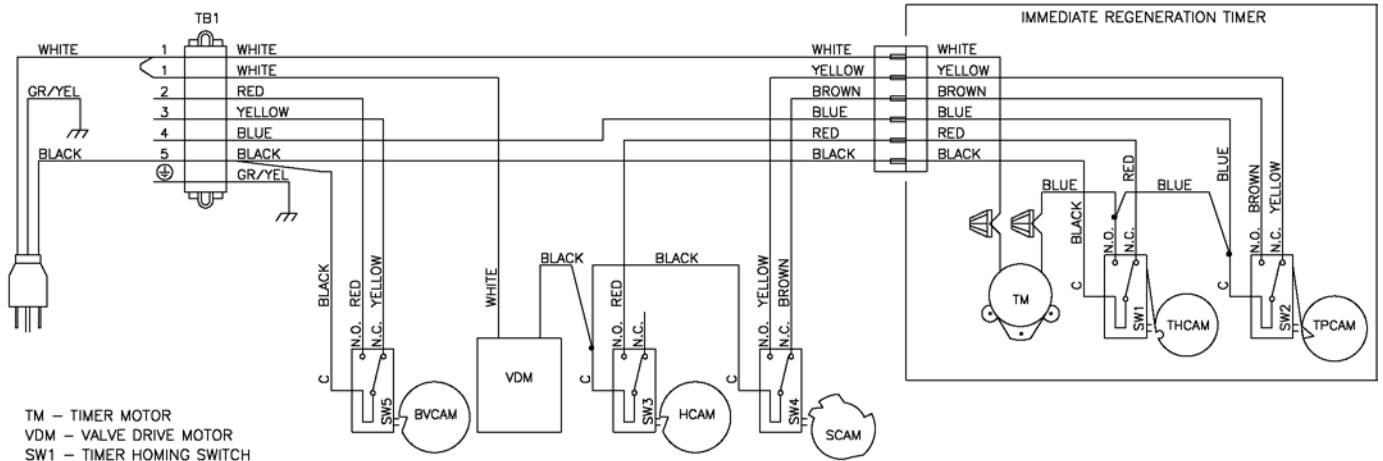 TB1
IMMEDIATE REGENERATION TIMER
WHITE 1 WHITE WHITE WHITE
1 WHITE YELLOW YELLOW
GR/YEL 2 RED BROWN BROWN
3 YELLOW BLUE BLUE
4 BLUE RED RED
BLACK 5 BLACK BLACK BLACK
GR/YEL
BLUE BLACK RED BLUE BLUE BROWN YELLOW
N.O. N.C. N.O. N.C.
BLACK BLACK
BLACK RED YELLOW WHITE RED YELLOW BROWN
C C
TM SW1 THCAM SW2 TPCAM
N.O. N.C. N.O. N.C. N.O. N.C.
C VDM C C
SW5 BVCAM SW3 HCAM SW4 SCAM
TM – TIMER MOTOR
VDM – VALVE DRIVE MOTOR
SW1 – TIMER HOMING SWITCH